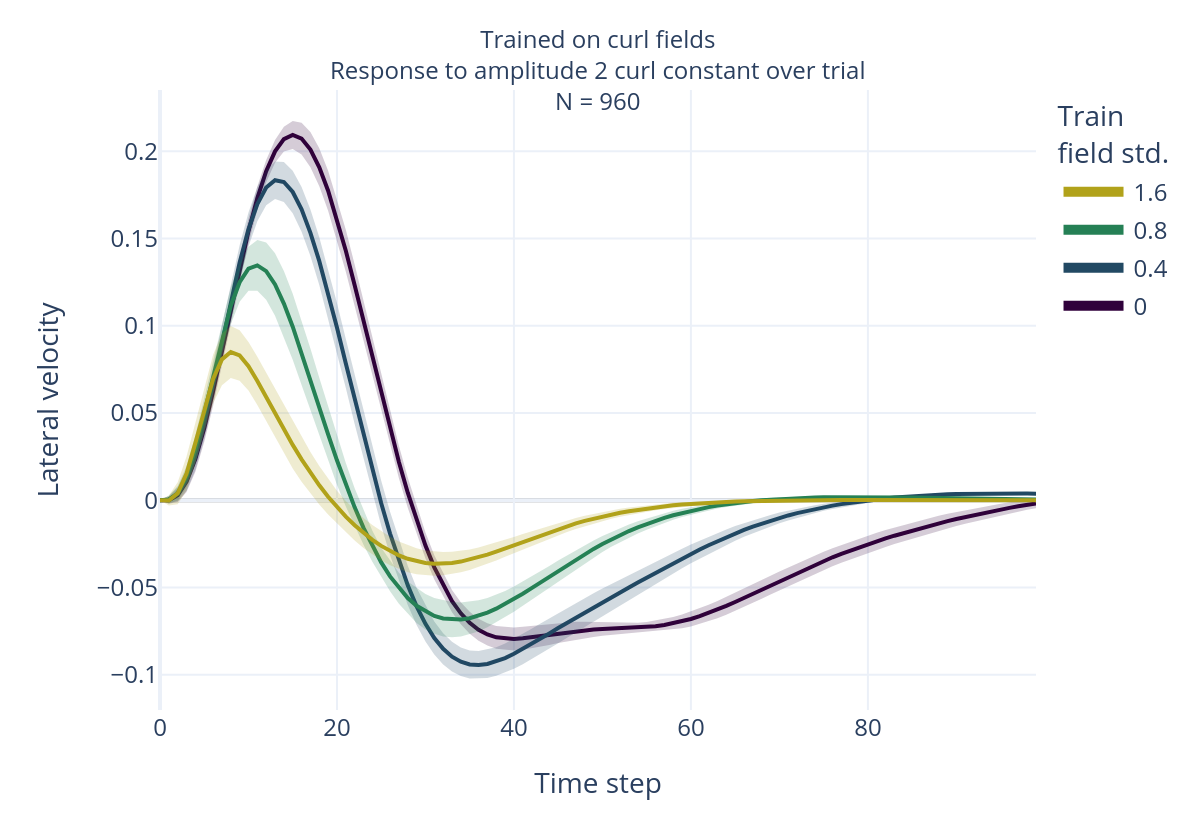 Trained on curl fields
Response to amplitude 2 curl constant over trial
N = 960
Train
field std.
1.6
0.8
0.4
0
Lateral velocity
0.2
0.15
0.1
0.05
0
−0.05
−0.1
0 20 40 60 80
Time step